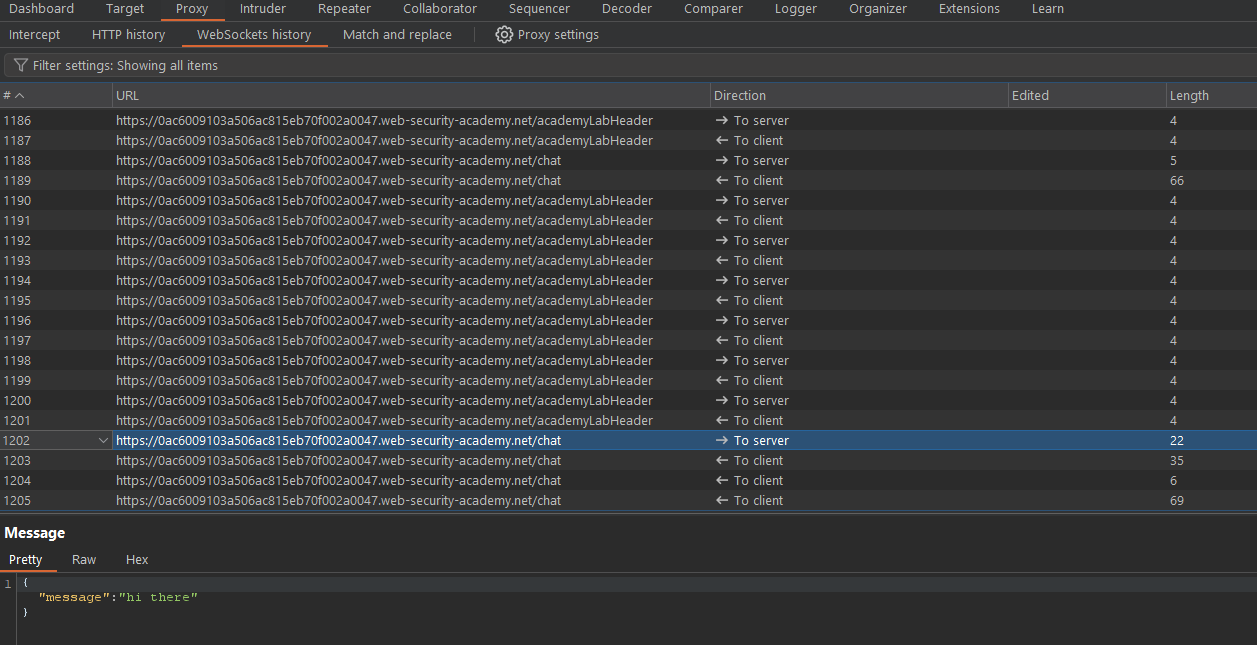 Dashboard Target Proxy Intruder Repeater Collaborator Sequencer Decoder Comparer Logger Organizer Extensions Learn
Intercept HTTP history WebSockets history Match and replace Proxy settings
Filter settings: Showing all items
# URL Direction Edited Length
1186 https://0ac6009103a506ac815eb70f002a0047.web-security-academy.net/academyLabHeader → To server 4
1187 https://0ac6009103a506ac815eb70f002a0047.web-security-academy.net/academyLabHeader ← To client 4
1188 https://0ac6009103a506ac815eb70f002a0047.web-security-academy.net/chat → To server 5
1189 https://0ac6009103a506ac815eb70f002a0047.web-security-academy.net/chat ← To client 66
1190 https://0ac6009103a506ac815eb70f002a0047.web-security-academy.net/academyLabHeader → To server 4
1191 https://0ac6009103a506ac815eb70f002a0047.web-security-academy.net/academyLabHeader ← To client 4
1192 https://0ac6009103a506ac815eb70f002a0047.web-security-academy.net/academyLabHeader → To server 4
1193 https://0ac6009103a506ac815eb70f002a0047.web-security-academy.net/academyLabHeader ← To client 4
1194 https://0ac6009103a506ac815eb70f002a0047.web-security-academy.net/academyLabHeader → To server 4
1195 https://0ac6009103a506ac815eb70f002a0047.web-security-academy.net/academyLabHeader ← To client 4
1196 https://0ac6009103a506ac815eb70f002a0047.web-security-academy.net/academyLabHeader → To server 4
1197 https://0ac6009103a506ac815eb70f002a0047.web-security-academy.net/academyLabHeader ← To client 4
1198 https://0ac6009103a506ac815eb70f002a0047.web-security-academy.net/academyLabHeader → To server 4
1199 https://0ac6009103a506ac815eb70f002a0047.web-security-academy.net/academyLabHeader ← To client 4
1200 https://0ac6009103a506ac815eb70f002a0047.web-security-academy.net/academyLabHeader → To server 4
1201 https://0ac6009103a506ac815eb70f002a0047.web-security-academy.net/academyLabHeader ← To client 4
1202 https://0ac6009103a506ac815eb70f002a0047.web-security-academy.net/chat → To server 22
1203 https://0ac6009103a506ac815eb70f002a0047.web-security-academy.net/chat ← To client 35
1204 https://0ac6009103a506ac815eb70f002a0047.web-security-academy.net/chat ← To client 6
1205 https://0ac6009103a506ac815eb70f002a0047.web-security-academy.net/chat ← To client 69
Message
Pretty Raw Hex
1 {
"message":"hi there"
}